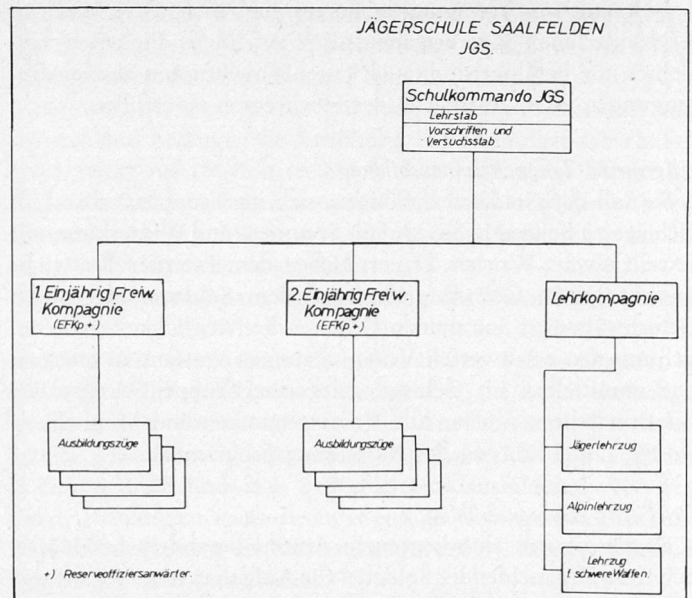 JÄGERSCHULE SAALFELDEN
JGS.
Schulkommando JGS
Lehrstab
Vorschriften und
Versuchsstab
1. Einjährig Freiw.
Kompagnie
(EFKp +)
2. Einjährig Freiw.
Kompagnie
(EFKp +)
Lehrkompagnie
Ausbildungszüge
Ausbildungszüge
Jägerlehrzug
Alpinlehrzug
Lehrzug
f. schwere Waffen.
+) Reserveoffiziersanwärter.